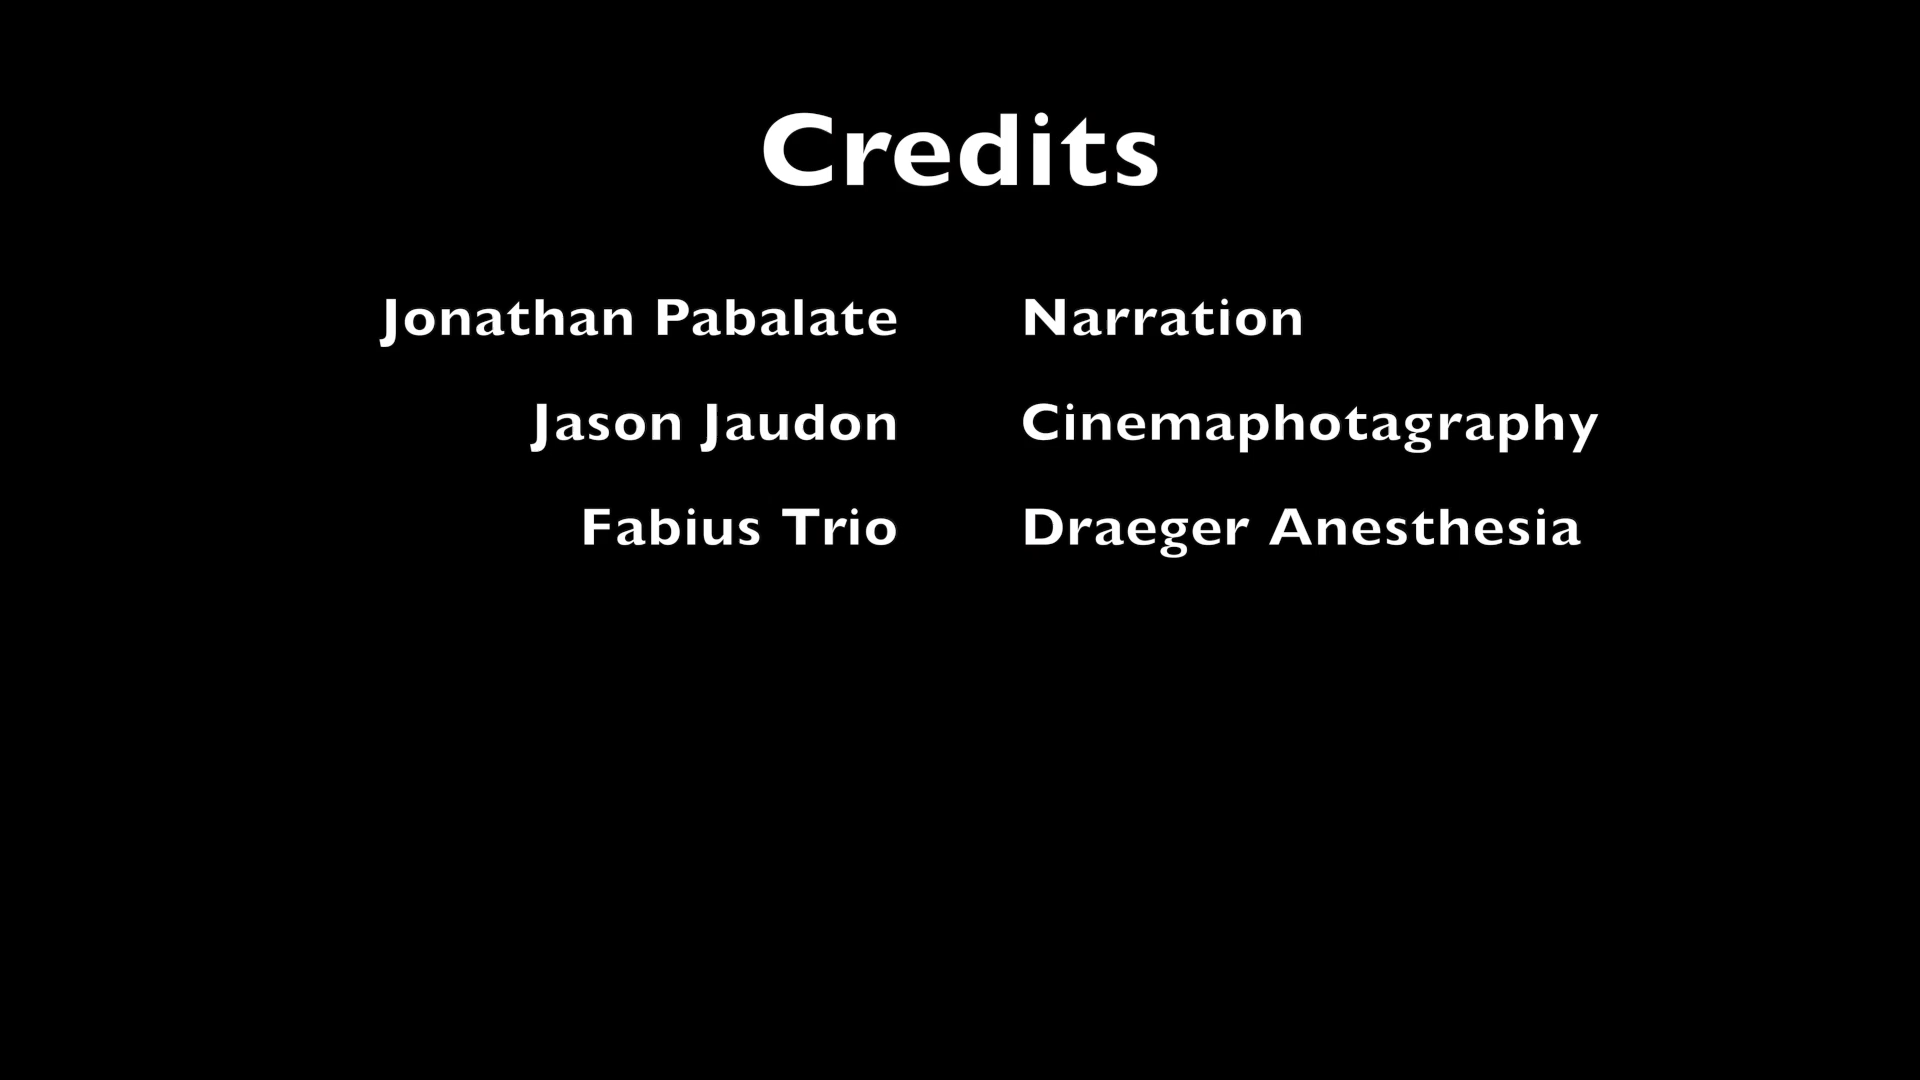 Credits
Jonathan Pabalate Narration
Jason Jaudon Cinemaphotagraphy
Fabius Trio Draeger Anesthesia